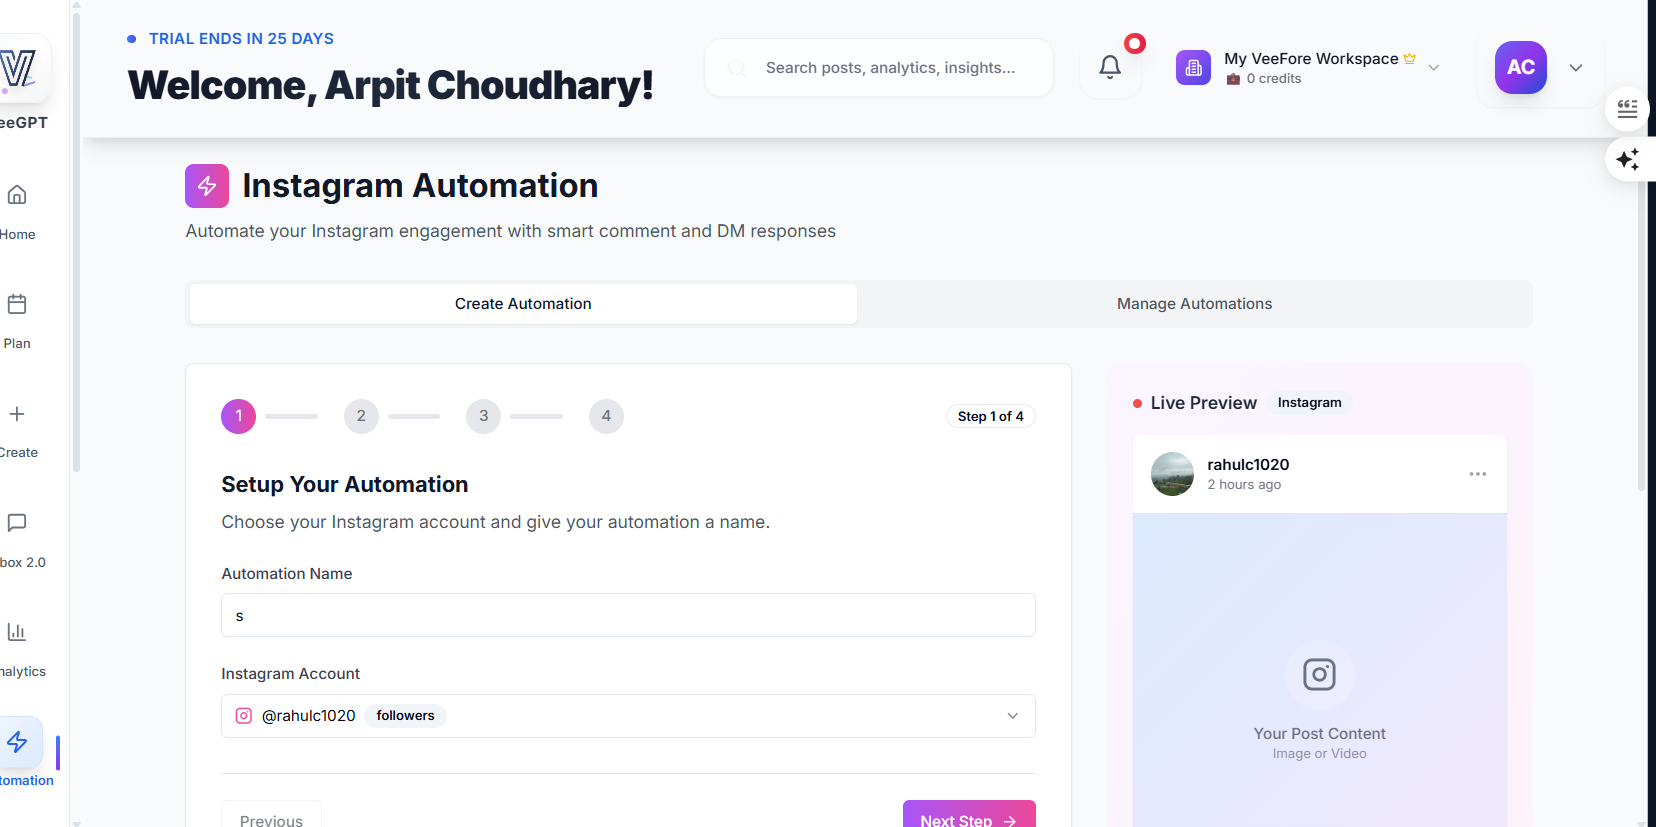 TRIAL ENDS IN 25 DAYS
Welcome, Arpit Choudhary!
Search posts, analytics, insights...
My VeeFore Workspace
0 credits
AC
eeGPT
Home
Plan
Create
box 2.0
nalytics
tomation
Instagram Automation
Automate your Instagram engagement with smart comment and DM responses
Create Automation
Manage Automations
1
2
3
4
Step 1 of 4
Setup Your Automation
Choose your Instagram account and give your automation a name.
Automation Name
s
Instagram Account
@rahulc1020 followers
Previous
Next Step
Live Preview
Instagram
rahulc1020
2 hours ago
Your Post Content
Image or Video